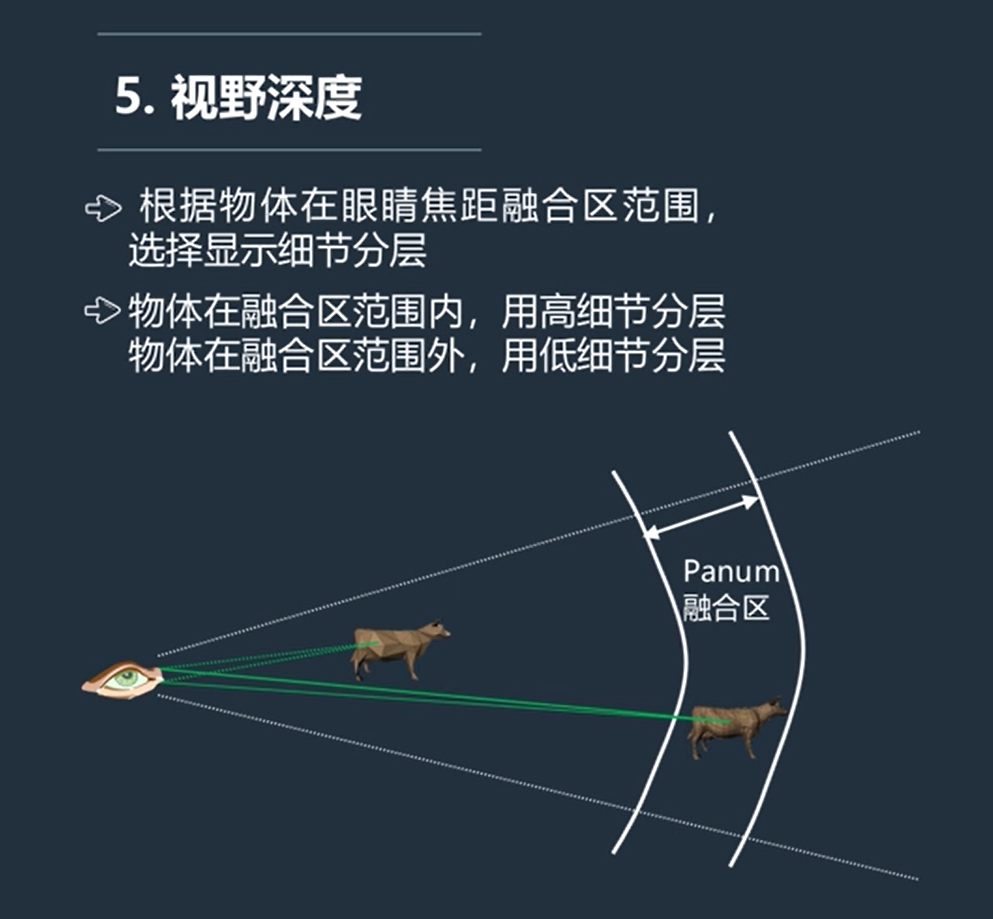 5. 视野深度
根据物体在眼睛焦距融合区范围，
选择显示细节分层
物体在融合区范围内，用高细节分层
物体在融合区范围外，用低细节分层
Panum
融合区